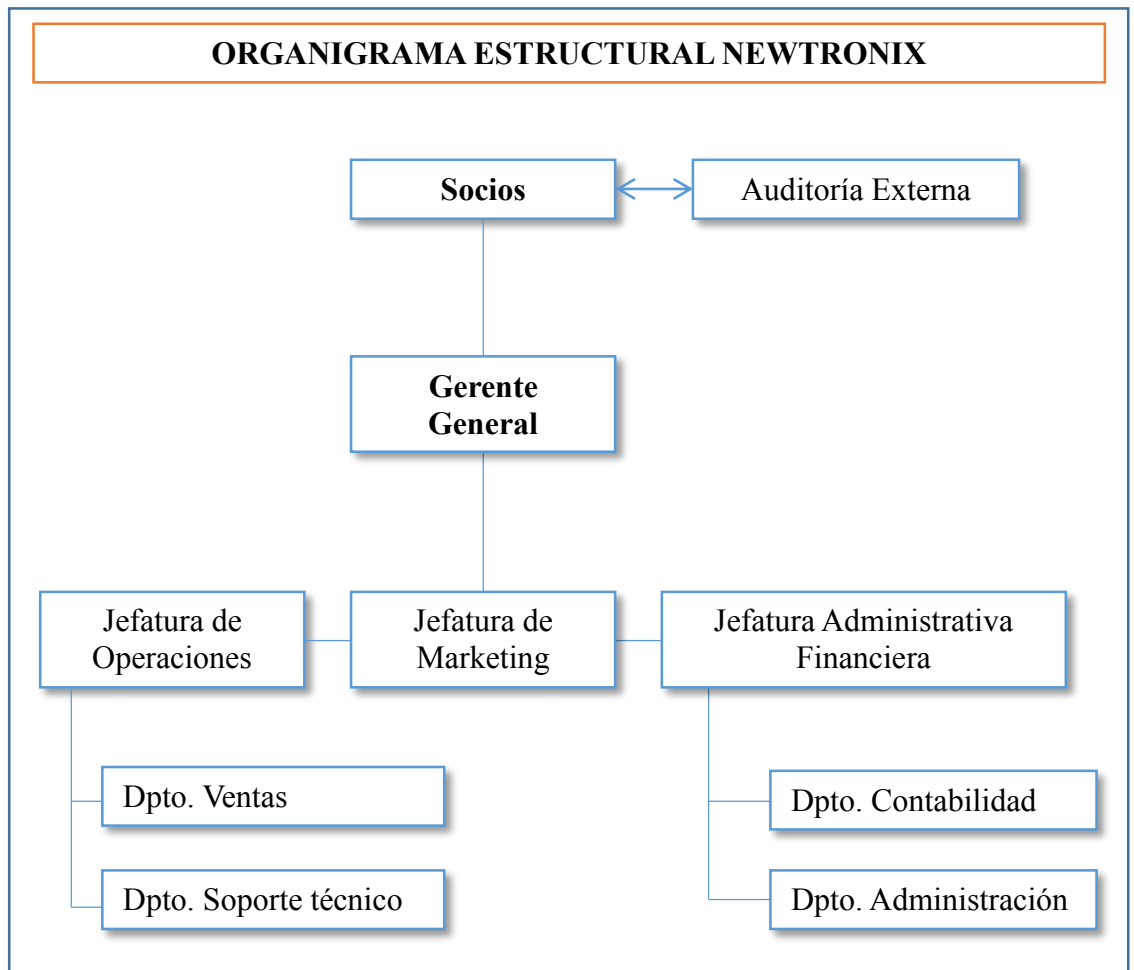 ORGANIGRAMA ESTRUCTURAL NEWTRONIX
Socios
Auditoría Externa
Gerente
General
Jefatura de
Operaciones
Jefatura de
Marketing
Jefatura Administrativa
Financiera
Dpto. Ventas
Dpto. Soporte técnico
Dpto. Contabilidad
Dpto. Administración